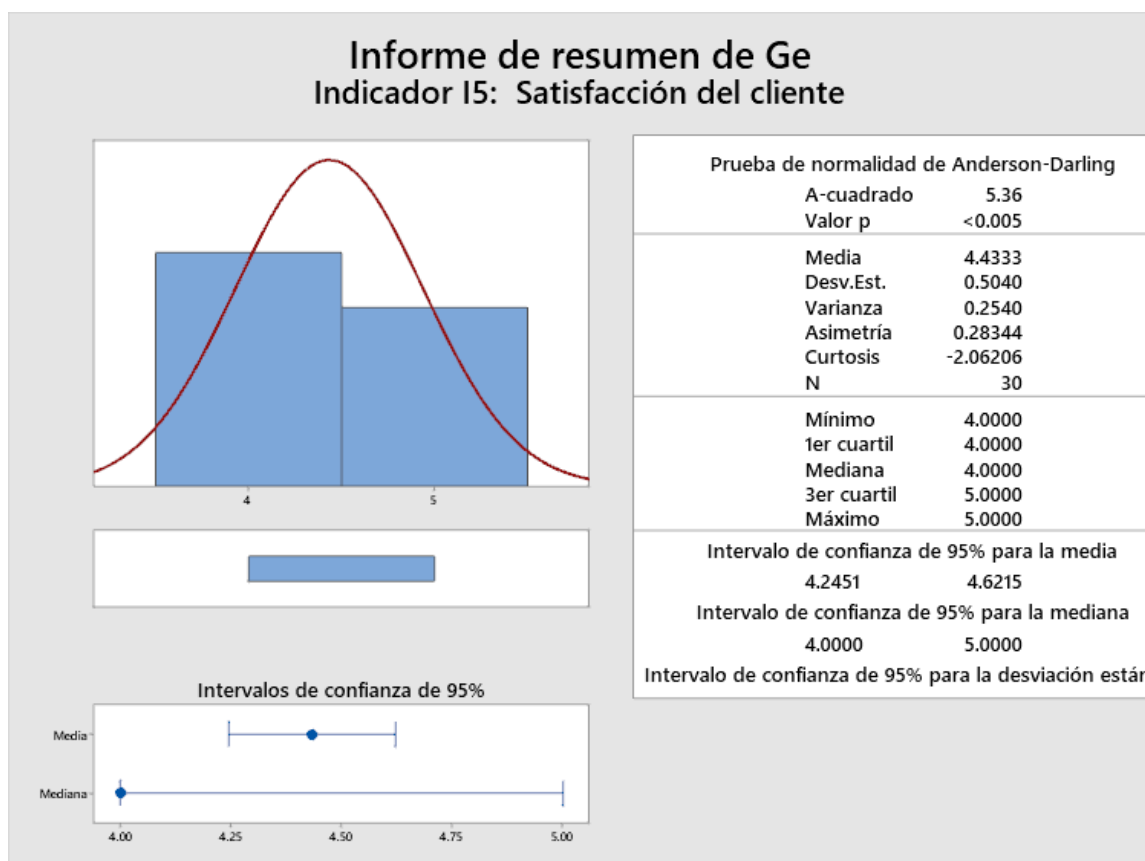 Informe de resumen de Ge
Indicador I5: Satisfacción del cliente
4 5
Intervalos de confianza de 95%
Media
Mediana
4.00 4.25 4.50 4.75 5.00
Prueba de normalidad de Anderson-Darling
A-cuadrado 5.36
Valor p <0.005
Media 4.4333
Desv.Est. 0.5040
Varianza 0.2540
Asimetría 0.28344
Curtosis -2.06206
N 30
Mínimo 4.0000
1er cuartil 4.0000
Mediana 4.0000
3er cuartil 5.0000
Máximo 5.0000
Intervalo de confianza de 95% para la media
4.2451 4.6215
Intervalo de confianza de 95% para la mediana
4.0000 5.0000
Intervalo de confianza de 95% para la desviación están